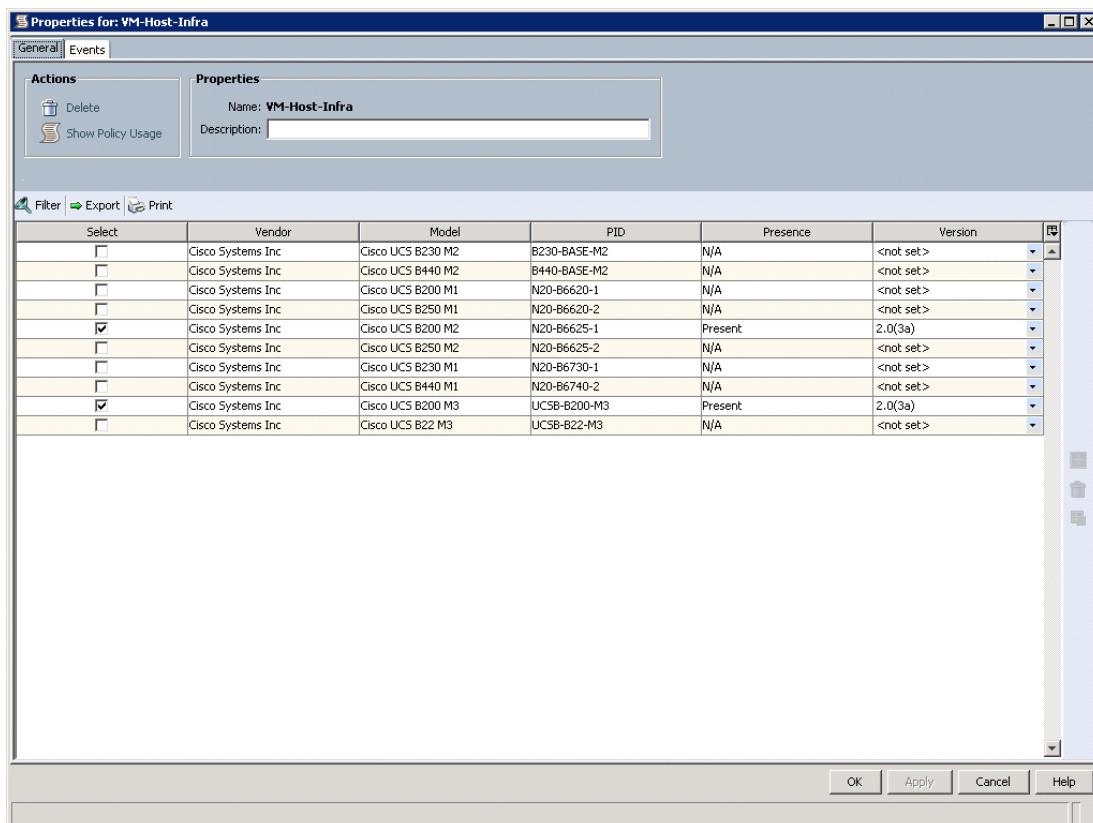 Properties for: VM-Host-Infra
General Events
Actions
Delete
Show Policy Usage
Properties
Name: VM-Host-Infra
Description:
Filter Export Print
Select Vendor Model PID Presence Version
Cisco Systems Inc Cisco UCS B230 M2 B230-BASE-M2 N/A <not set>
Cisco Systems Inc Cisco UCS B440 M2 B440-BASE-M2 N/A <not set>
Cisco Systems Inc Cisco UCS B200 M1 N20-B6620-1 N/A <not set>
Cisco Systems Inc Cisco UCS B250 M1 N20-B6620-2 N/A <not set>
Cisco Systems Inc Cisco UCS B200 M2 N20-B6625-1 Present 2.0(3a)
Cisco Systems Inc Cisco UCS B250 M2 N20-B6625-2 N/A <not set>
Cisco Systems Inc Cisco UCS B230 M1 N20-B6730-1 N/A <not set>
Cisco Systems Inc Cisco UCS B440 M1 N20-B6740-2 N/A <not set>
Cisco Systems Inc Cisco UCS B200 M3 UCSB-B200-M3 Present 2.0(3a)
Cisco Systems Inc Cisco UCS B22 M3 UCSB-B22-M3 N/A <not set>
OK Apply Cancel Help